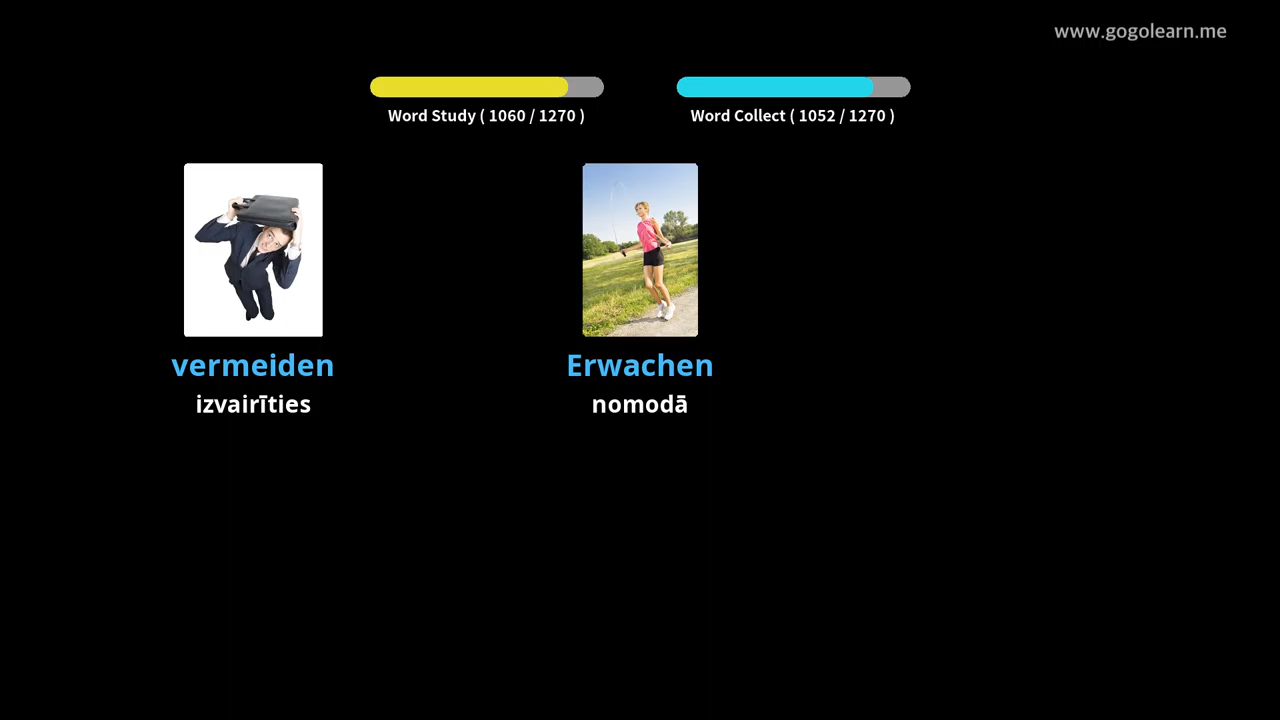 www.gogolearn.me
Word Study ( 1060 / 1270 )
Word Collect ( 1052 / 1270 )
vermeiden
izvairīties
Erwachen
nomodā